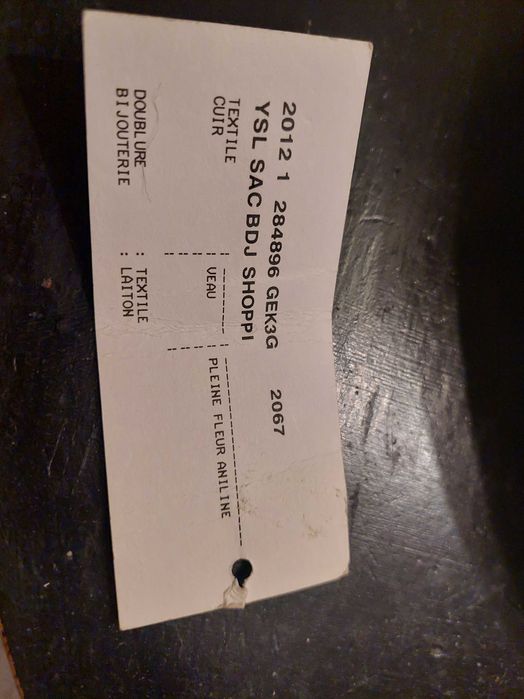 2012 1 284896 GEK3G 2067
YSL SAC BDJ SHOPPI
TEXTILE : ---------- : --------------------
CUIR : VEAU : PLEINE FLEUR ANILINE
DOUBLURE : TEXTILE
BIJOUTERIE : LAITON